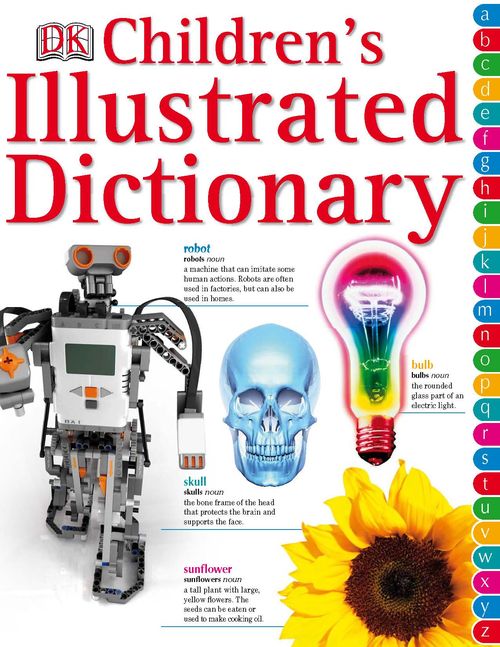 DK Children's
Illustrated
Dictionary
robot
robots noun
a machine that can imitate some
human actions. Robots are often
used in factories, but can also be
used in homes.
bulb
bulbs noun
the rounded
glass part of an
electric light.
skull
skulls noun
the bone frame of the head
that protects the brain and
supports the face.
sunflower
sunflowers noun
a tall plant with large,
yellow flowers. The
seeds can be eaten or
used to make cooking oil.
a
b
c
d
e
f
g
h
i
j
k
l
m
n
o
p
q
r
s
t
u
v
w
x
y
z